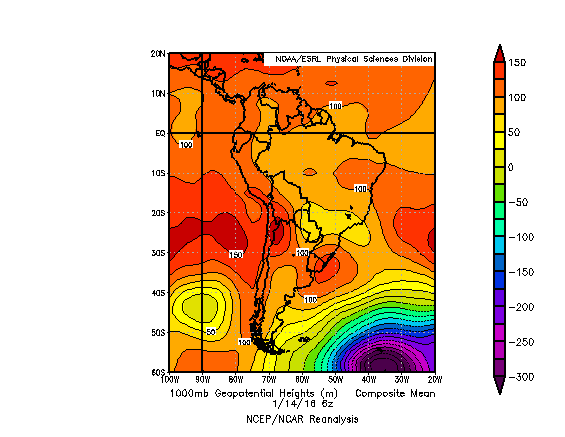 NOAA/ESRL Physical Sciences Division
20N
10N
EQ
10S
20S
30S
40S
50S
60S
100W 90W 80W 70W 60W 50W 40W 30W 20W
100
100
100
100
150
100
50
100
150
100
50
0
-50
-100
-150
-200
-250
-300
1000mb Geopotential Heights (m) Composite Mean
1/14/16 6z
NCEP/NCAR Reanalysis